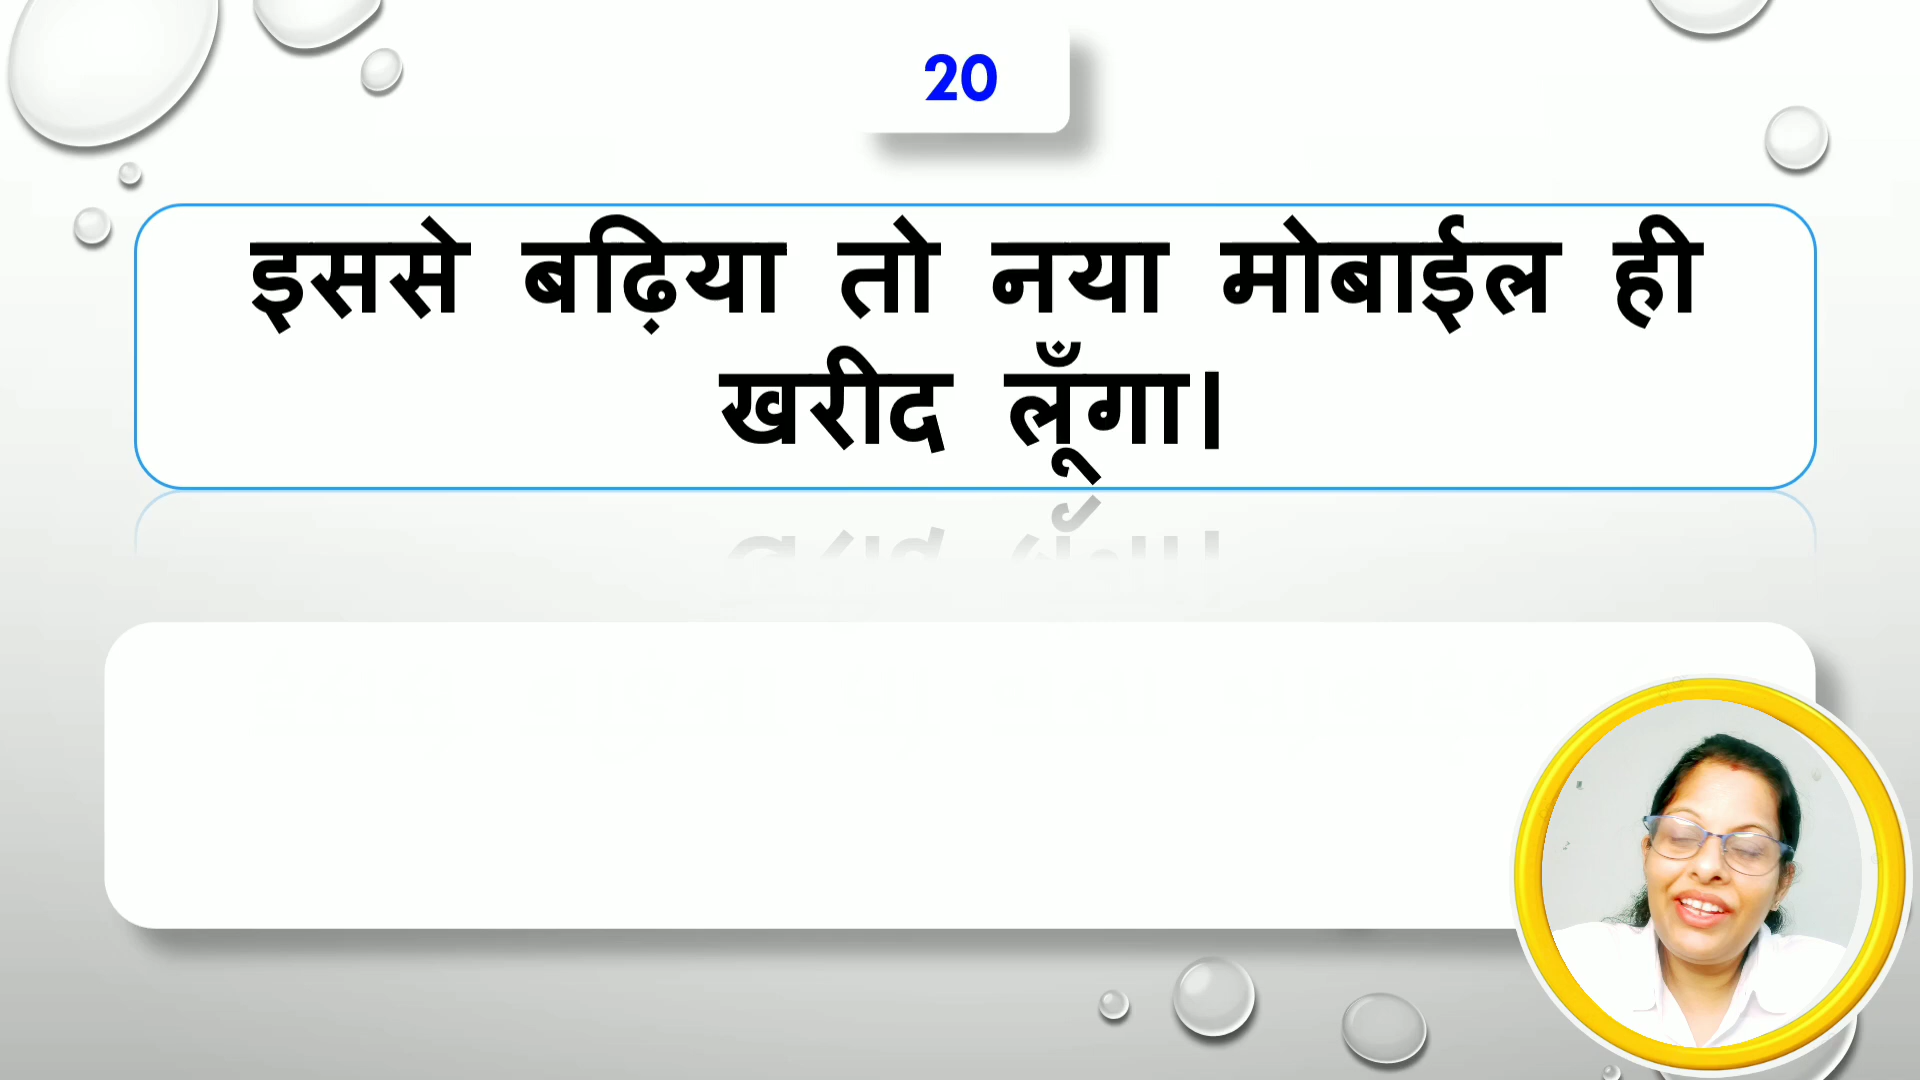 20
इससे बढ़िया तो नया मोबाईल ही
खरीद लूँगा।